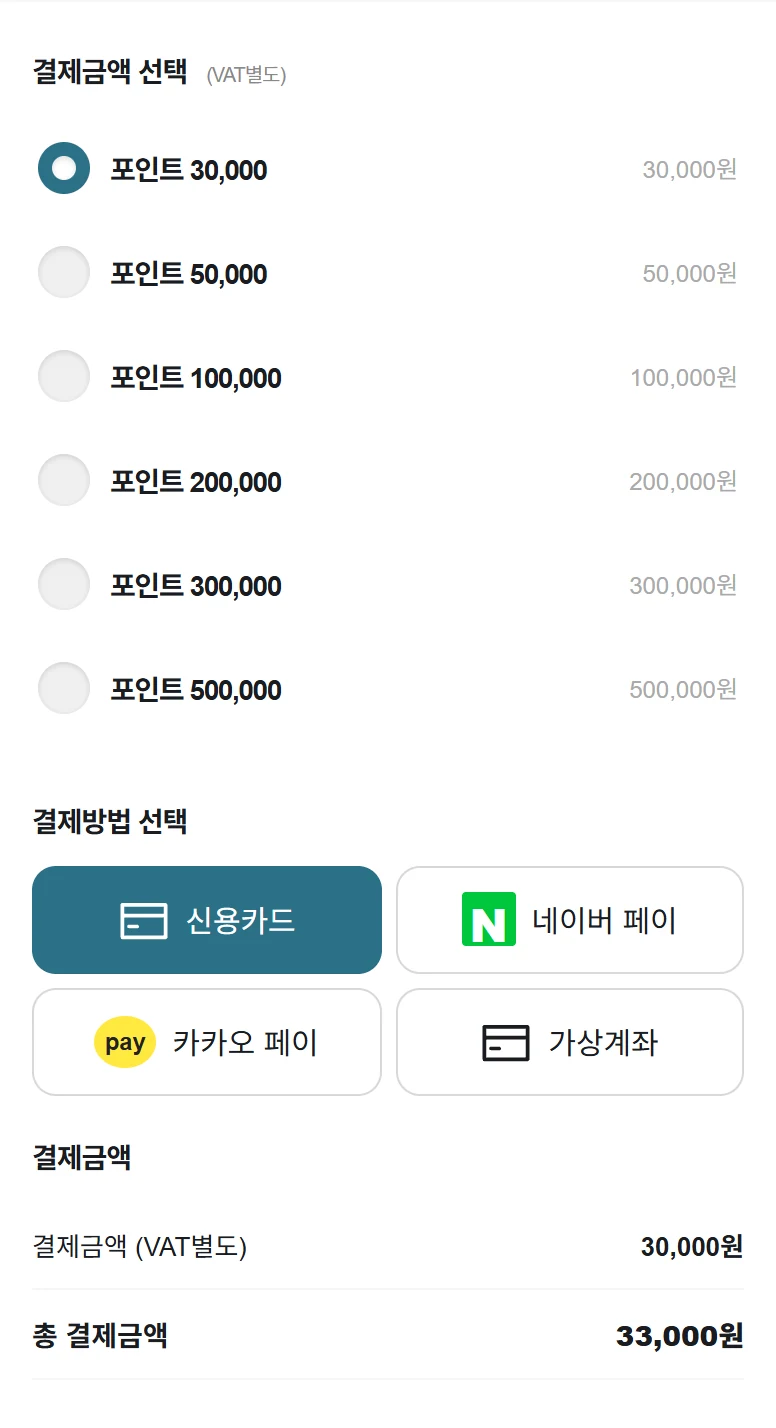 결제금액 선택 (VAT별도)
포인트 30,000 30,000원
포인트 50,000 50,000원
포인트 100,000 100,000원
포인트 200,000 200,000원
포인트 300,000 300,000원
포인트 500,000 500,000원
결제방법 선택
신용카드 N 네이버 페이
pay 카카오 페이 가상계좌
결제금액
결제금액 (VAT별도) 30,000원
총 결제금액 33,000원